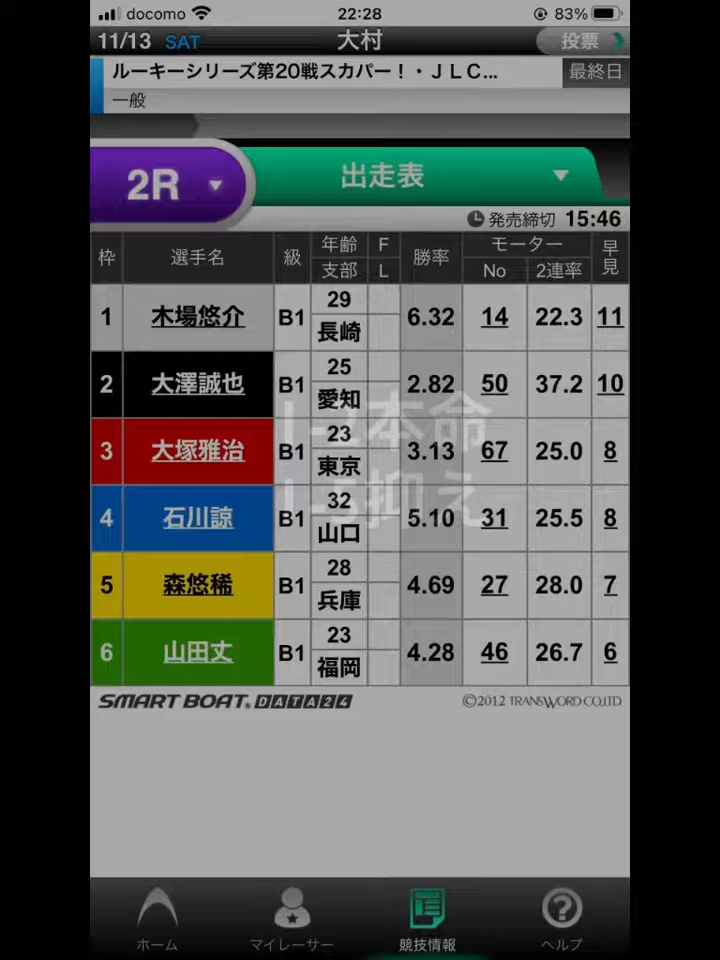 docomo 22:28 83%
11/13 SAT 大村 投票
ルーキーシリーズ第20戦スカパー！・ＪＬＣ... 最終日
一般
2R 出走表
発売締切 15:46
枠 選手名 級 年齢 支部 F L 勝率 モーター No 2連率 早見
1 木場悠介 B1 29 長崎 6.32 14 22.3 11
2 大澤誠也 B1 25 愛知 2.82 50 37.2 10
3 大塚雅治 B1 23 東京 3.13 67 25.0 8
4 石川諒 B1 32 山口 5.10 31 25.5 8
5 森悠稀 B1 28 兵庫 4.69 27 28.0 7
6 山田丈 B1 23 福岡 4.28 46 26.7 6
1-2本命
1-5抑え
SMART BOAT. DATA24 ©2012 TRANSWORD CO.,LTD
ホーム マイレーサー 競技情報 ヘルプ